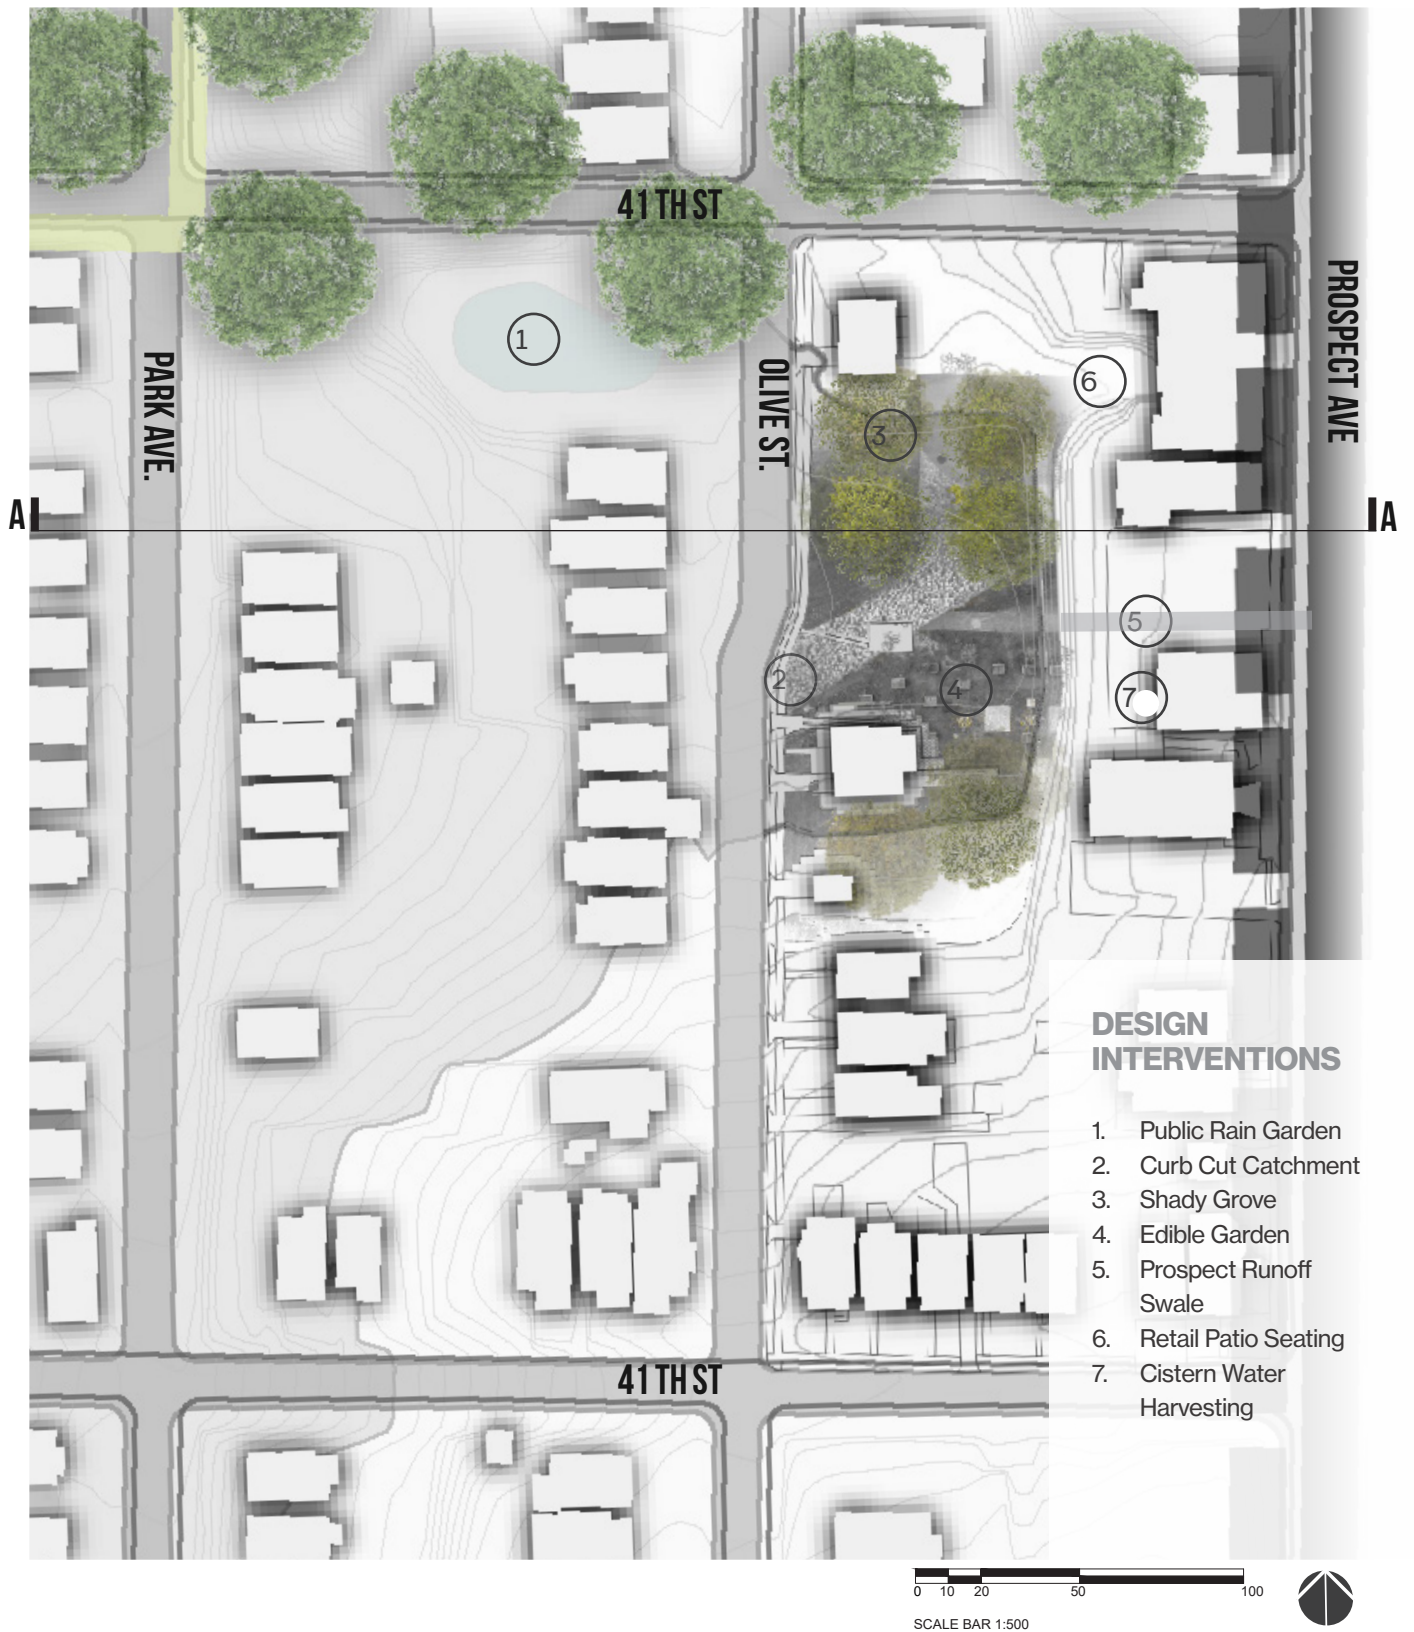 41 TH ST
PROSPECT AVE
1
PARK AVE.
OLIVE ST.
6
3
A
A
5
2
4
7
DESIGN
INTERVENTIONS
1. Public Rain Garden
2. Curb Cut Catchment
3. Shady Grove
4. Edible Garden
5. Prospect Runoff
Swale
6. Retail Patio Seating
7. Cistern Water
Harvesting
41 TH ST
0 10 20 50 100
SCALE BAR 1:500